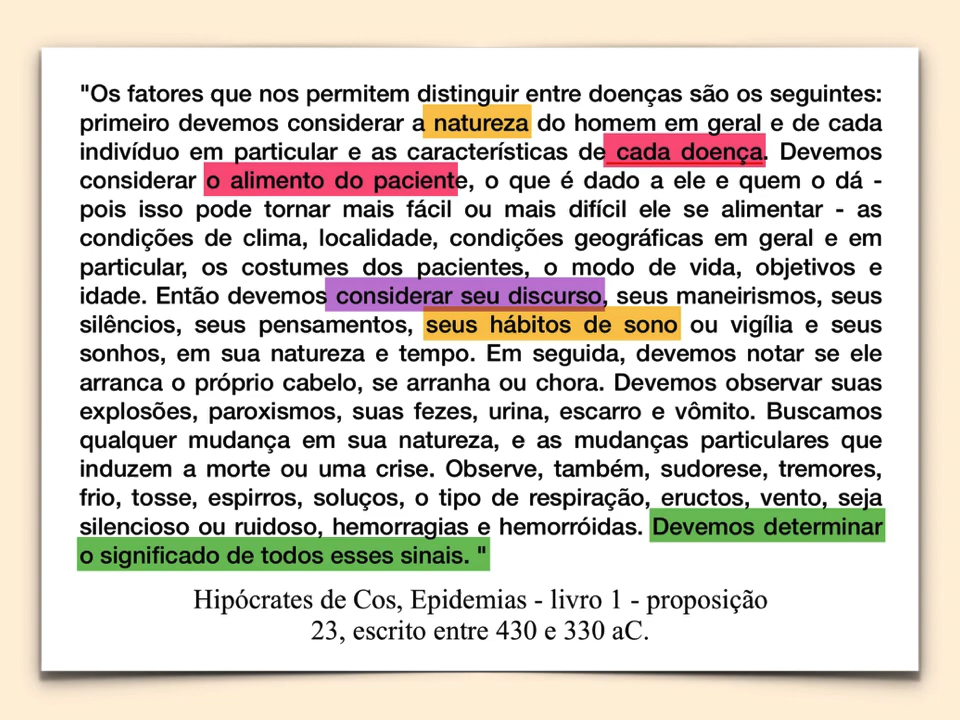 "Os fatores que nos permitem distinguir entre doenças são os seguintes:
primeiro devemos considerar a natureza do homem em geral e de cada
indivíduo em particular e as características de cada doença. Devemos
considerar o alimento do paciente, o que é dado a ele e quem o dá -
pois isso pode tornar mais fácil ou mais difícil ele se alimentar - as
condições de clima, localidade, condições geográficas em geral e em
particular, os costumes dos pacientes, o modo de vida, objetivos e
idade. Então devemos considerar seu discurso, seus maneirismos, seus
silêncios, seus pensamentos, seus hábitos de sono ou vigília e seus
sonhos, em sua natureza e tempo. Em seguida, devemos notar se ele
arranca o próprio cabelo, se arranha ou chora. Devemos observar suas
explosões, paroxismos, suas fezes, urina, escarro e vômito. Buscamos
qualquer mudança em sua natureza, e as mudanças particulares que
induzem a morte ou uma crise. Observe, também, sudorese, tremores,
frio, tosse, espirros, soluços, o tipo de respiração, eructos, vento, seja
silencioso ou ruidoso, hemorragias e hemorróidas. Devemos determinar
o significado de todos esses sinais. "
Hipócrates de Cos, Epidemias - livro 1 - proposição
23, escrito entre 430 e 330 aC.